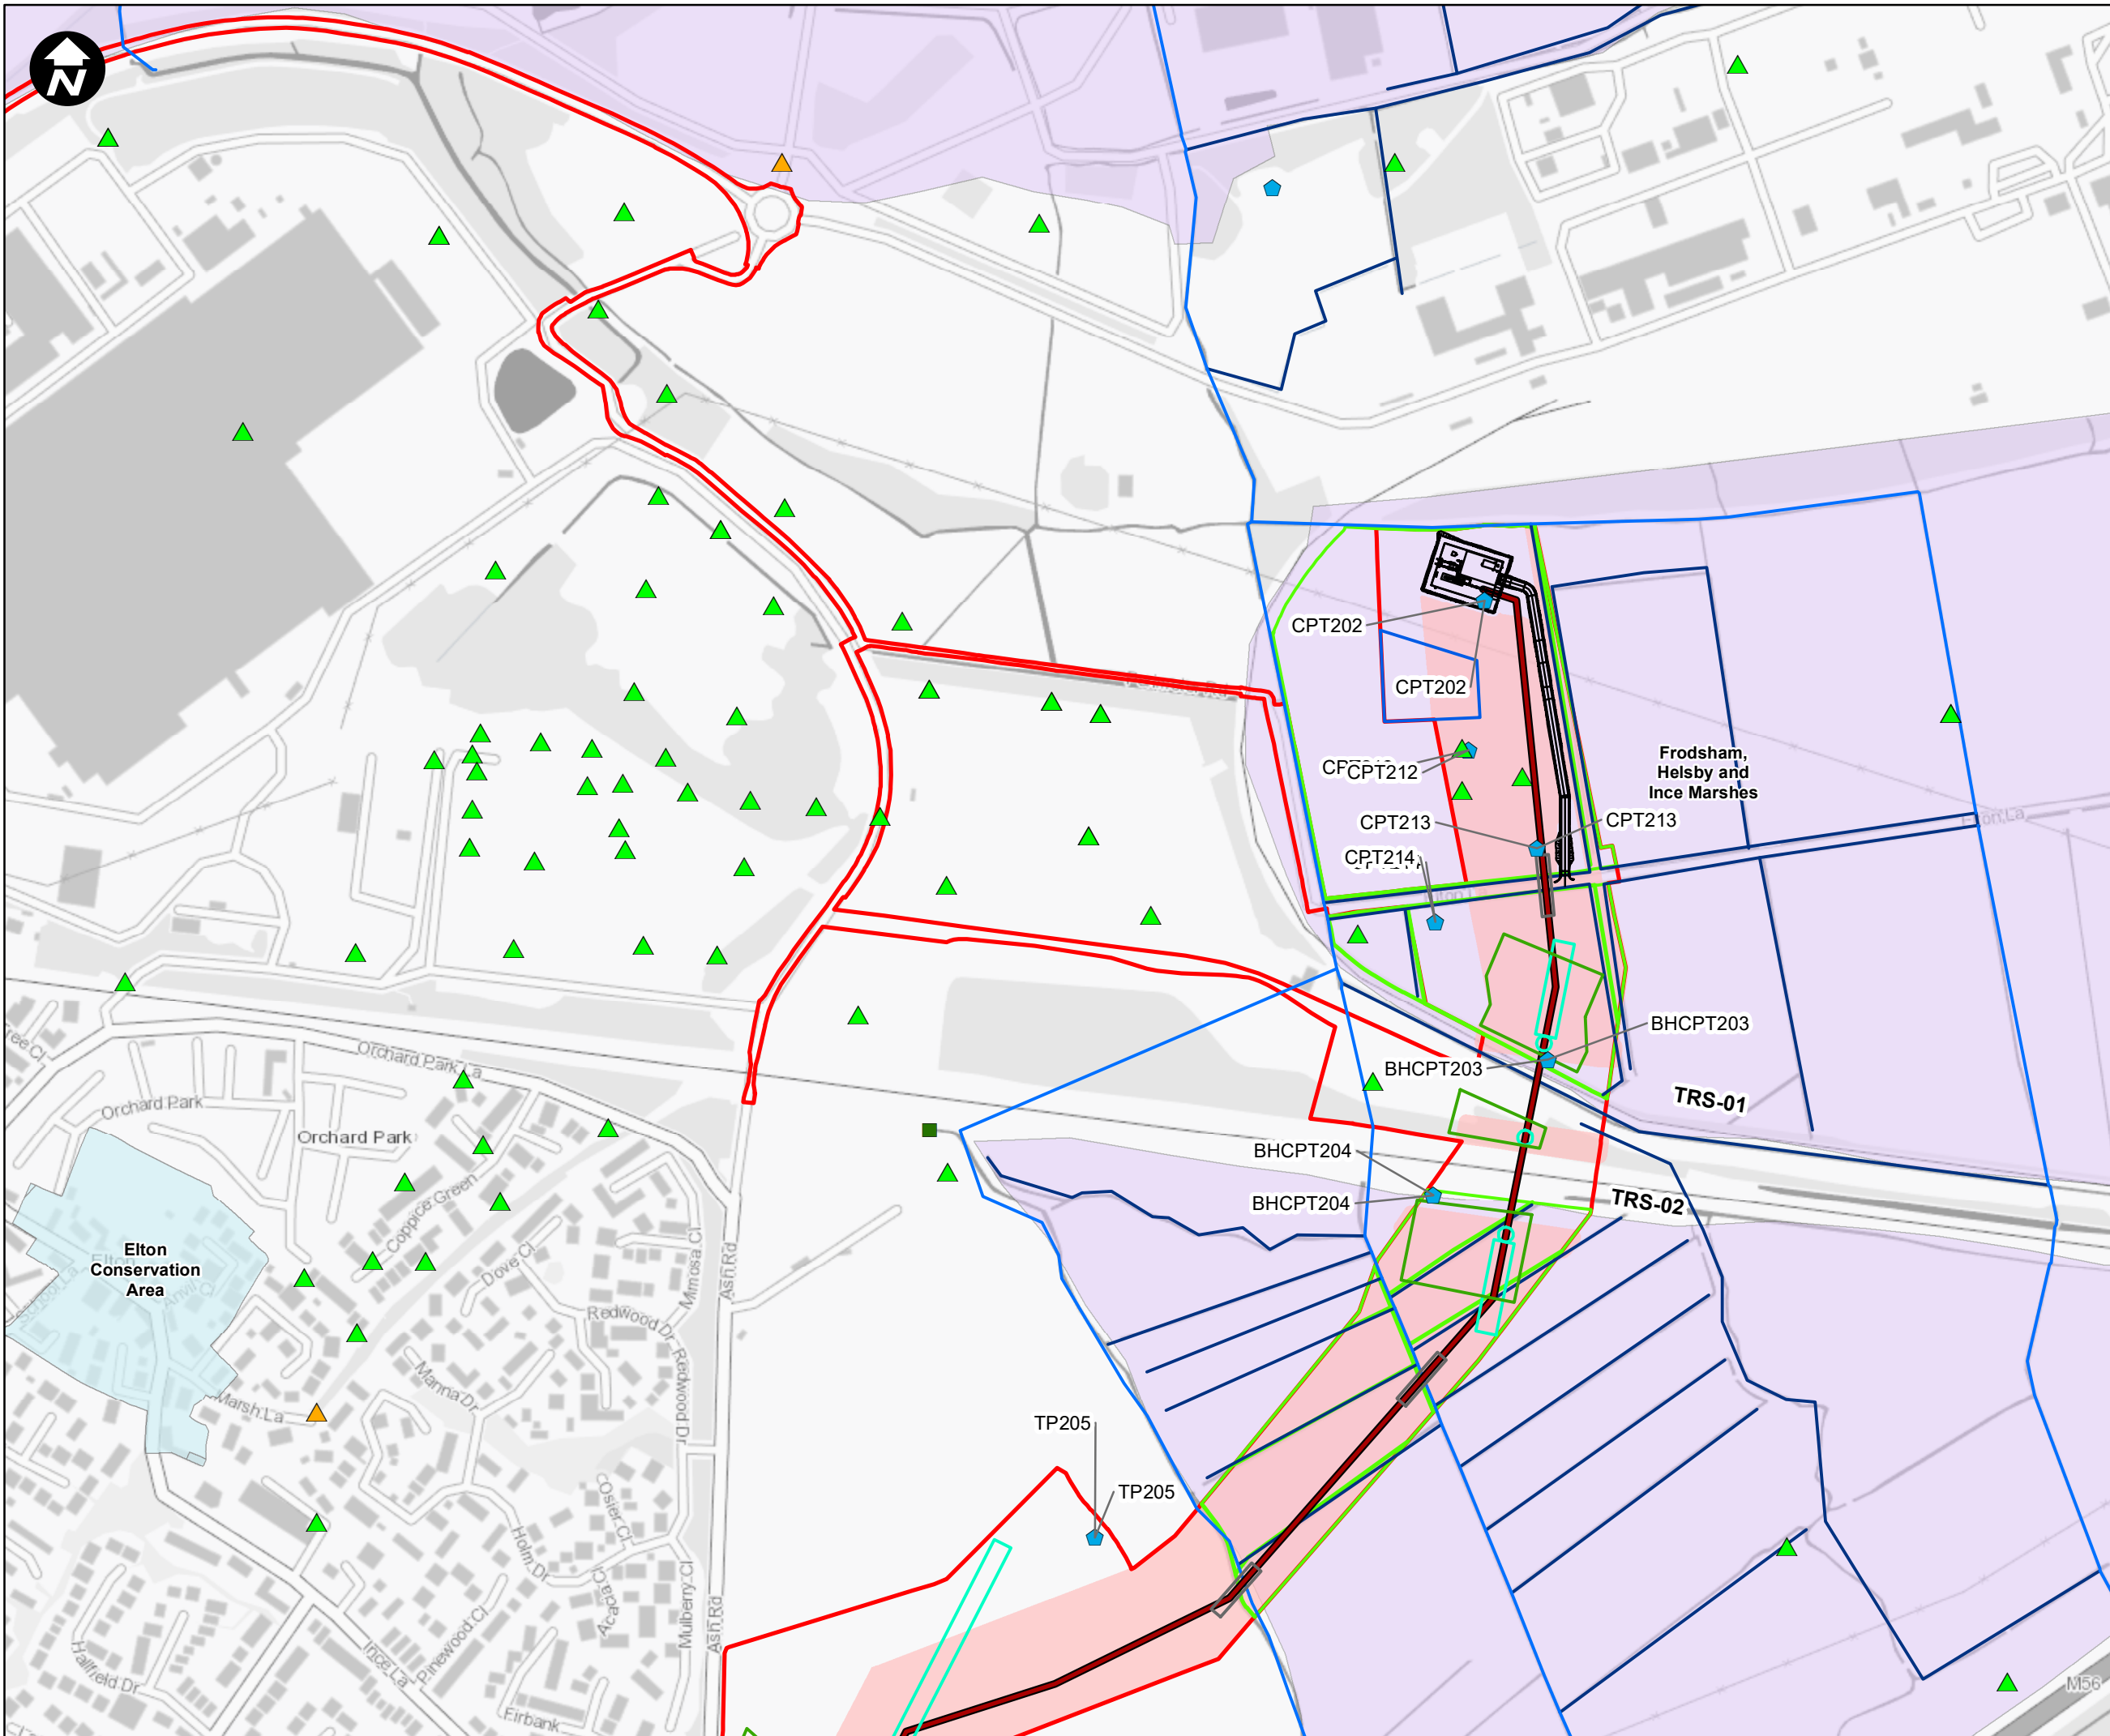 N
CPT202
CPT202
Frodsham,
Helsby and
Ince Marshes
CPT212
CPT213
CPT213
CPT214
Elton La
BHCPT203
BHCPT203
TRS-01
Orchard Park La
Orchard Park
Orchard Park
BHCPT204
BHCPT204
TRS-02
Coppice Green
Elton
Conservation
Area
Dove Cl
Mimosa Cl
Ash Rd
Redwood Dr
Redwood Dr
Manna Dr
Marsh La
TP205
TP205
Osier Cl
Holm Dr
Acacia Cl
Mulberry Cl
Ash Rd
Hallfield Dr
Ince La
Pinewood Cl
Firbank
M56